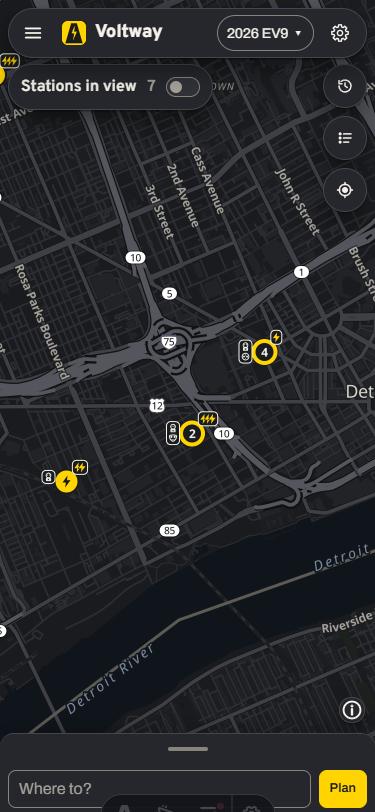 Voltway
2026 EV9
Stations in view 7
OWN
Cass Avenue
2nd Avenue
3rd Street
John R Street
Brush
Rosa Parks Boulevard
10
5
1
75
4
12
2
10
85
Det
Detroit
Riverside
Detroit River
Where to?
Plan